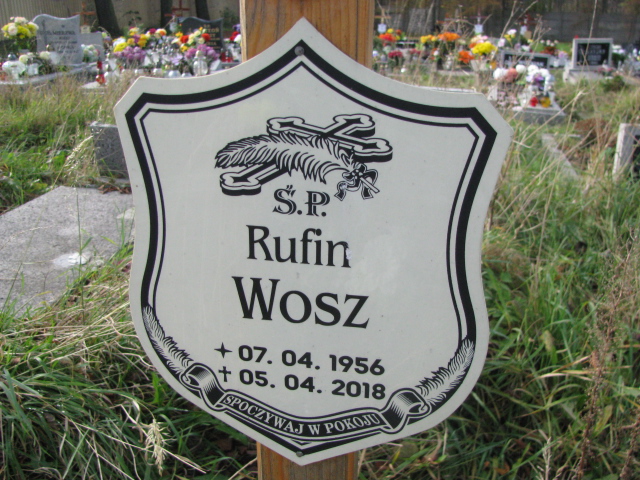 Ś.P.
Rufin
Wosz
07. 04. 1956
✝ 05. 04. 2018
SPOCZYWAJ W POKOJU